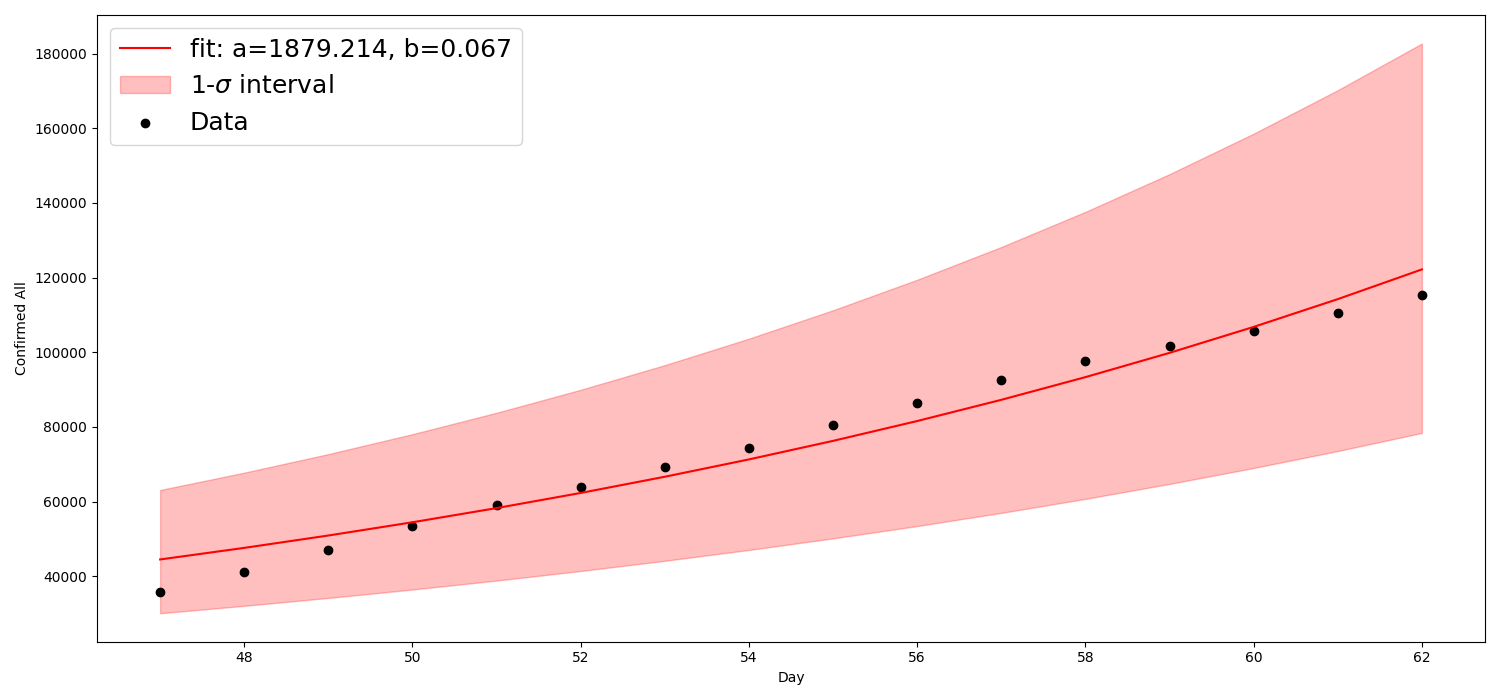 fit: a=1879.214, b=0.067
1-σ interval
Data
180000
160000
140000
120000
100000
80000
60000
40000
Confirmed All
48 50 52 54 56 58 60 62
Day